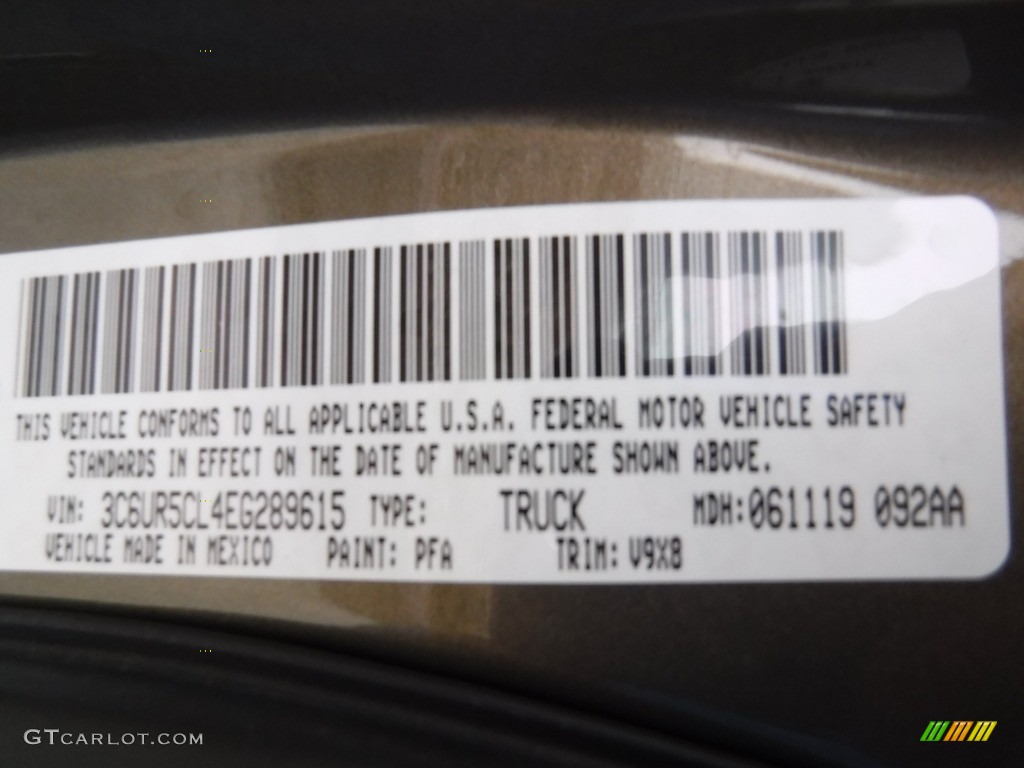 THIS VEHICLE CONFORMS TO ALL APPLICABLE U.S.A. FEDERAL MOTOR VEHICLE SAFETY
STANDARDS IN EFFECT ON THE DATE OF MANUFACTURE SHOWN ABOVE.
VIN: 3C6UR5CL4EG289615 TYPE: TRUCK MDH: 061119 092AA
VEHICLE MADE IN MEXICO PAINT: PFA TRIM: V9X8
GTCARLOT.COM